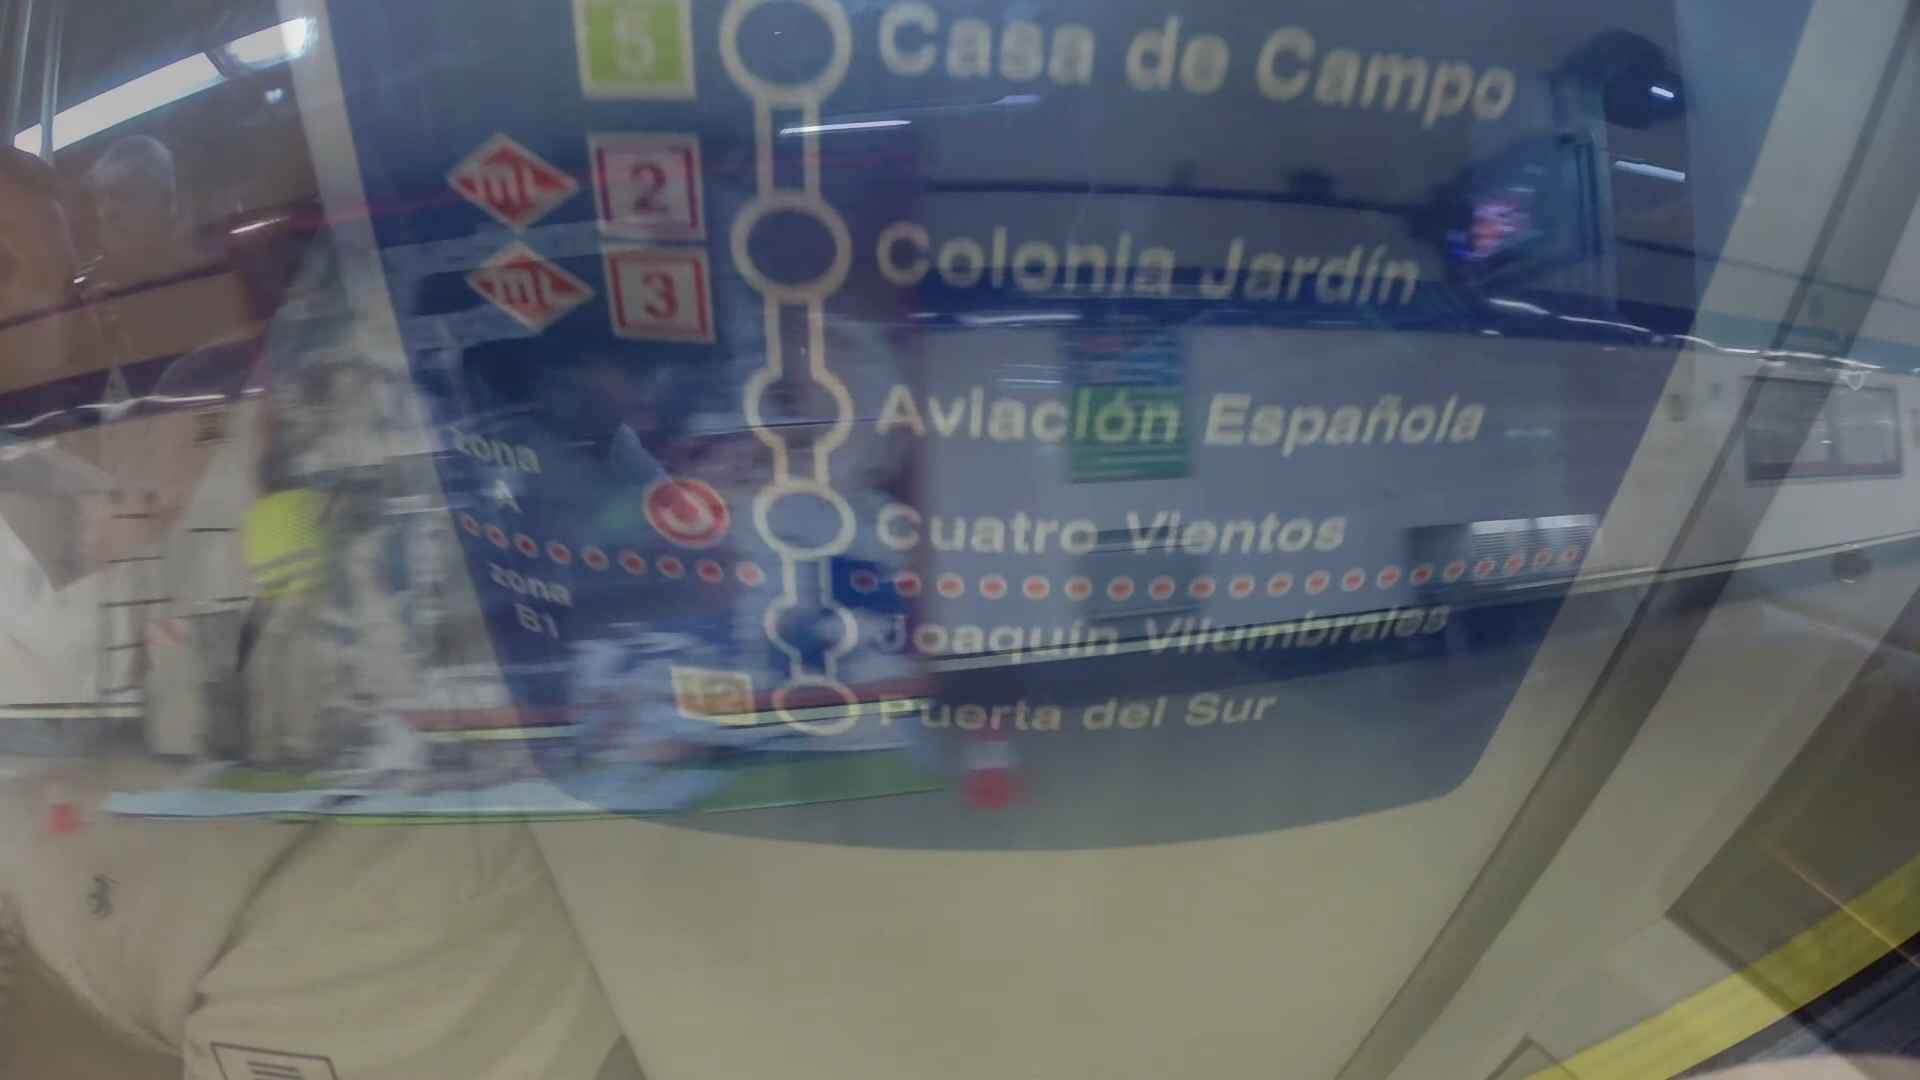 5 Casa de Campo
ml 2
Colonia Jardín
ml 3
Aviación Española
zona
A
Cuatro Vientos
zona
B1
Joaquín Vilumbrales
12 Puerta del Sur